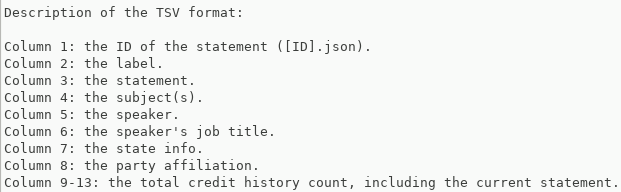 Description of the TSV format:
Column 1: the ID of the statement ([ID].json).
Column 2: the label.
Column 3: the statement.
Column 4: the subject(s).
Column 5: the speaker.
Column 6: the speaker's job title.
Column 7: the state info.
Column 8: the party affiliation.
Column 9-13: the total credit history count, including the current statement.